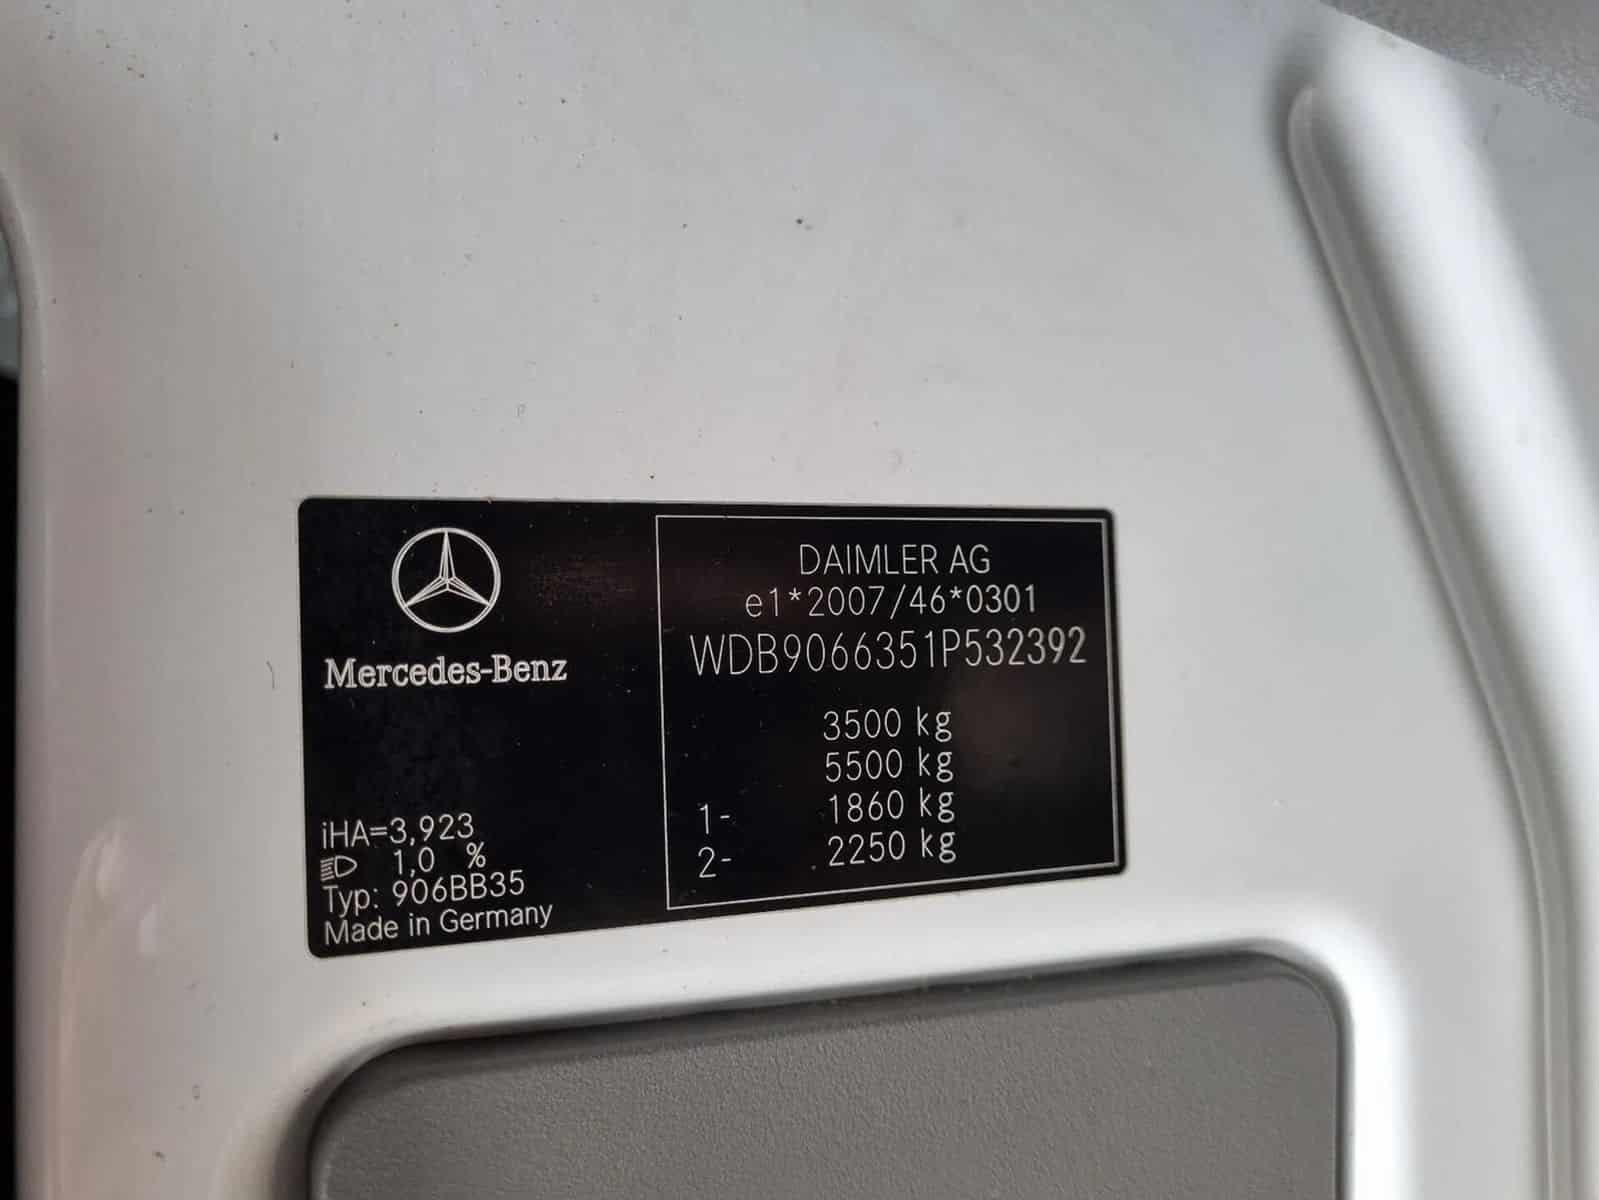 Mercedes-Benz
iHA=3,923
1,0 %
Typ: 906BB35
Made in Germany
DAIMLER AG
e1*2007/46*0301
WDB9066351P532392
3500 kg
5500 kg
1- 1860 kg
2- 2250 kg